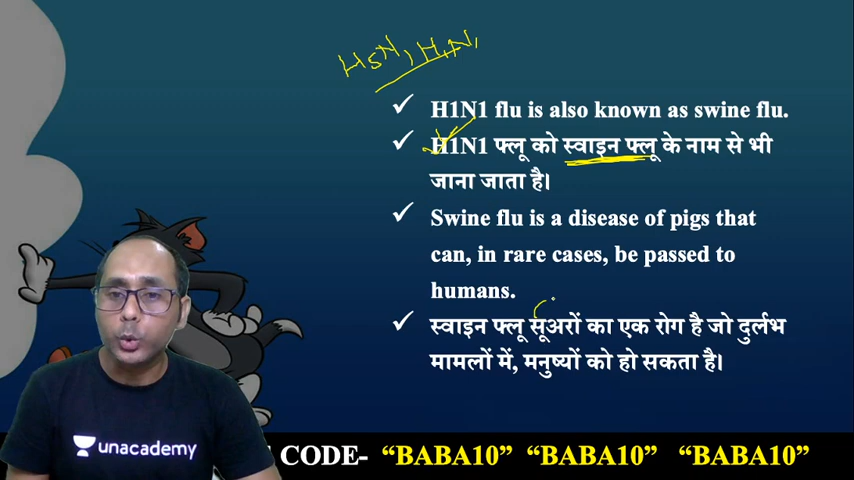 H5N1 H1N1
H1N1 flu is also known as swine flu.
H1N1 फ्लू को स्वाइन फ्लू के नाम से भी
जाना जाता है।
Swine flu is a disease of pigs that
can, in rare cases, be passed to
humans.
स्वाइन फ्लू सूअरों का एक रोग है जो दुर्लभ
मामलों में, मनुष्यों को हो सकता है।
unacademy
CODE- “BABA10” “BABA10” “BABA10”